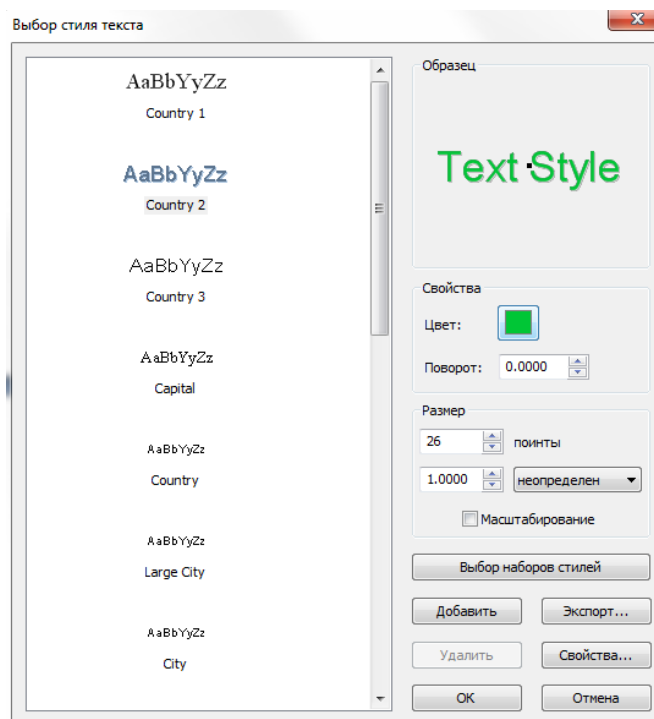 Выбор стиля текста
AaBbYyZz
Country 1
AaBbYyZz
Country 2
AaBbYyZz
Country 3
AaBbYyZz
Capital
AaBbYyZz
Country
AaBbYyZz
Large City
AaBbYyZz
City
Образец
Text Style
Свойства
Цвет:
Поворот: 0.0000
Размер
26 поинты
1.0000 неопределен
Масштабирование
Выбор наборов стилей
Добавить Экспорт...
Удалить Свойства...
OK Отмена